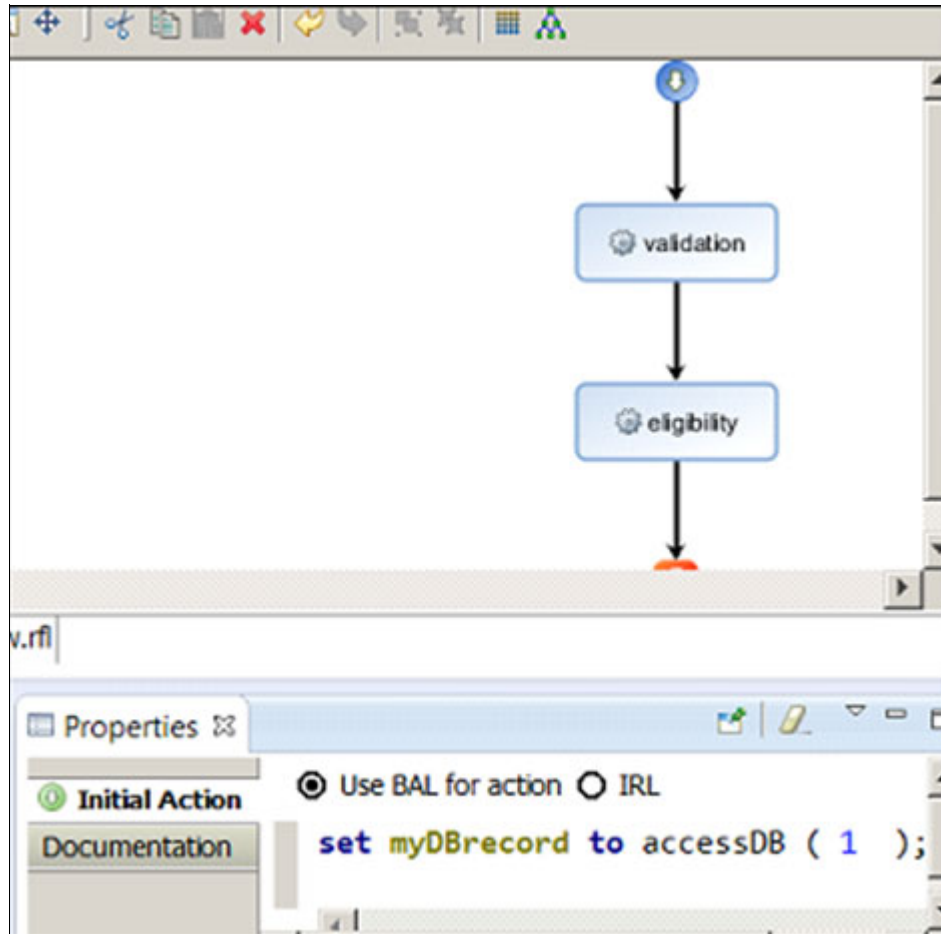 validation
eligibility
w.rfl
Properties
Use BAL for action IRL
Initial Action
set myDBrecord to accessDB ( 1 );
Documentation